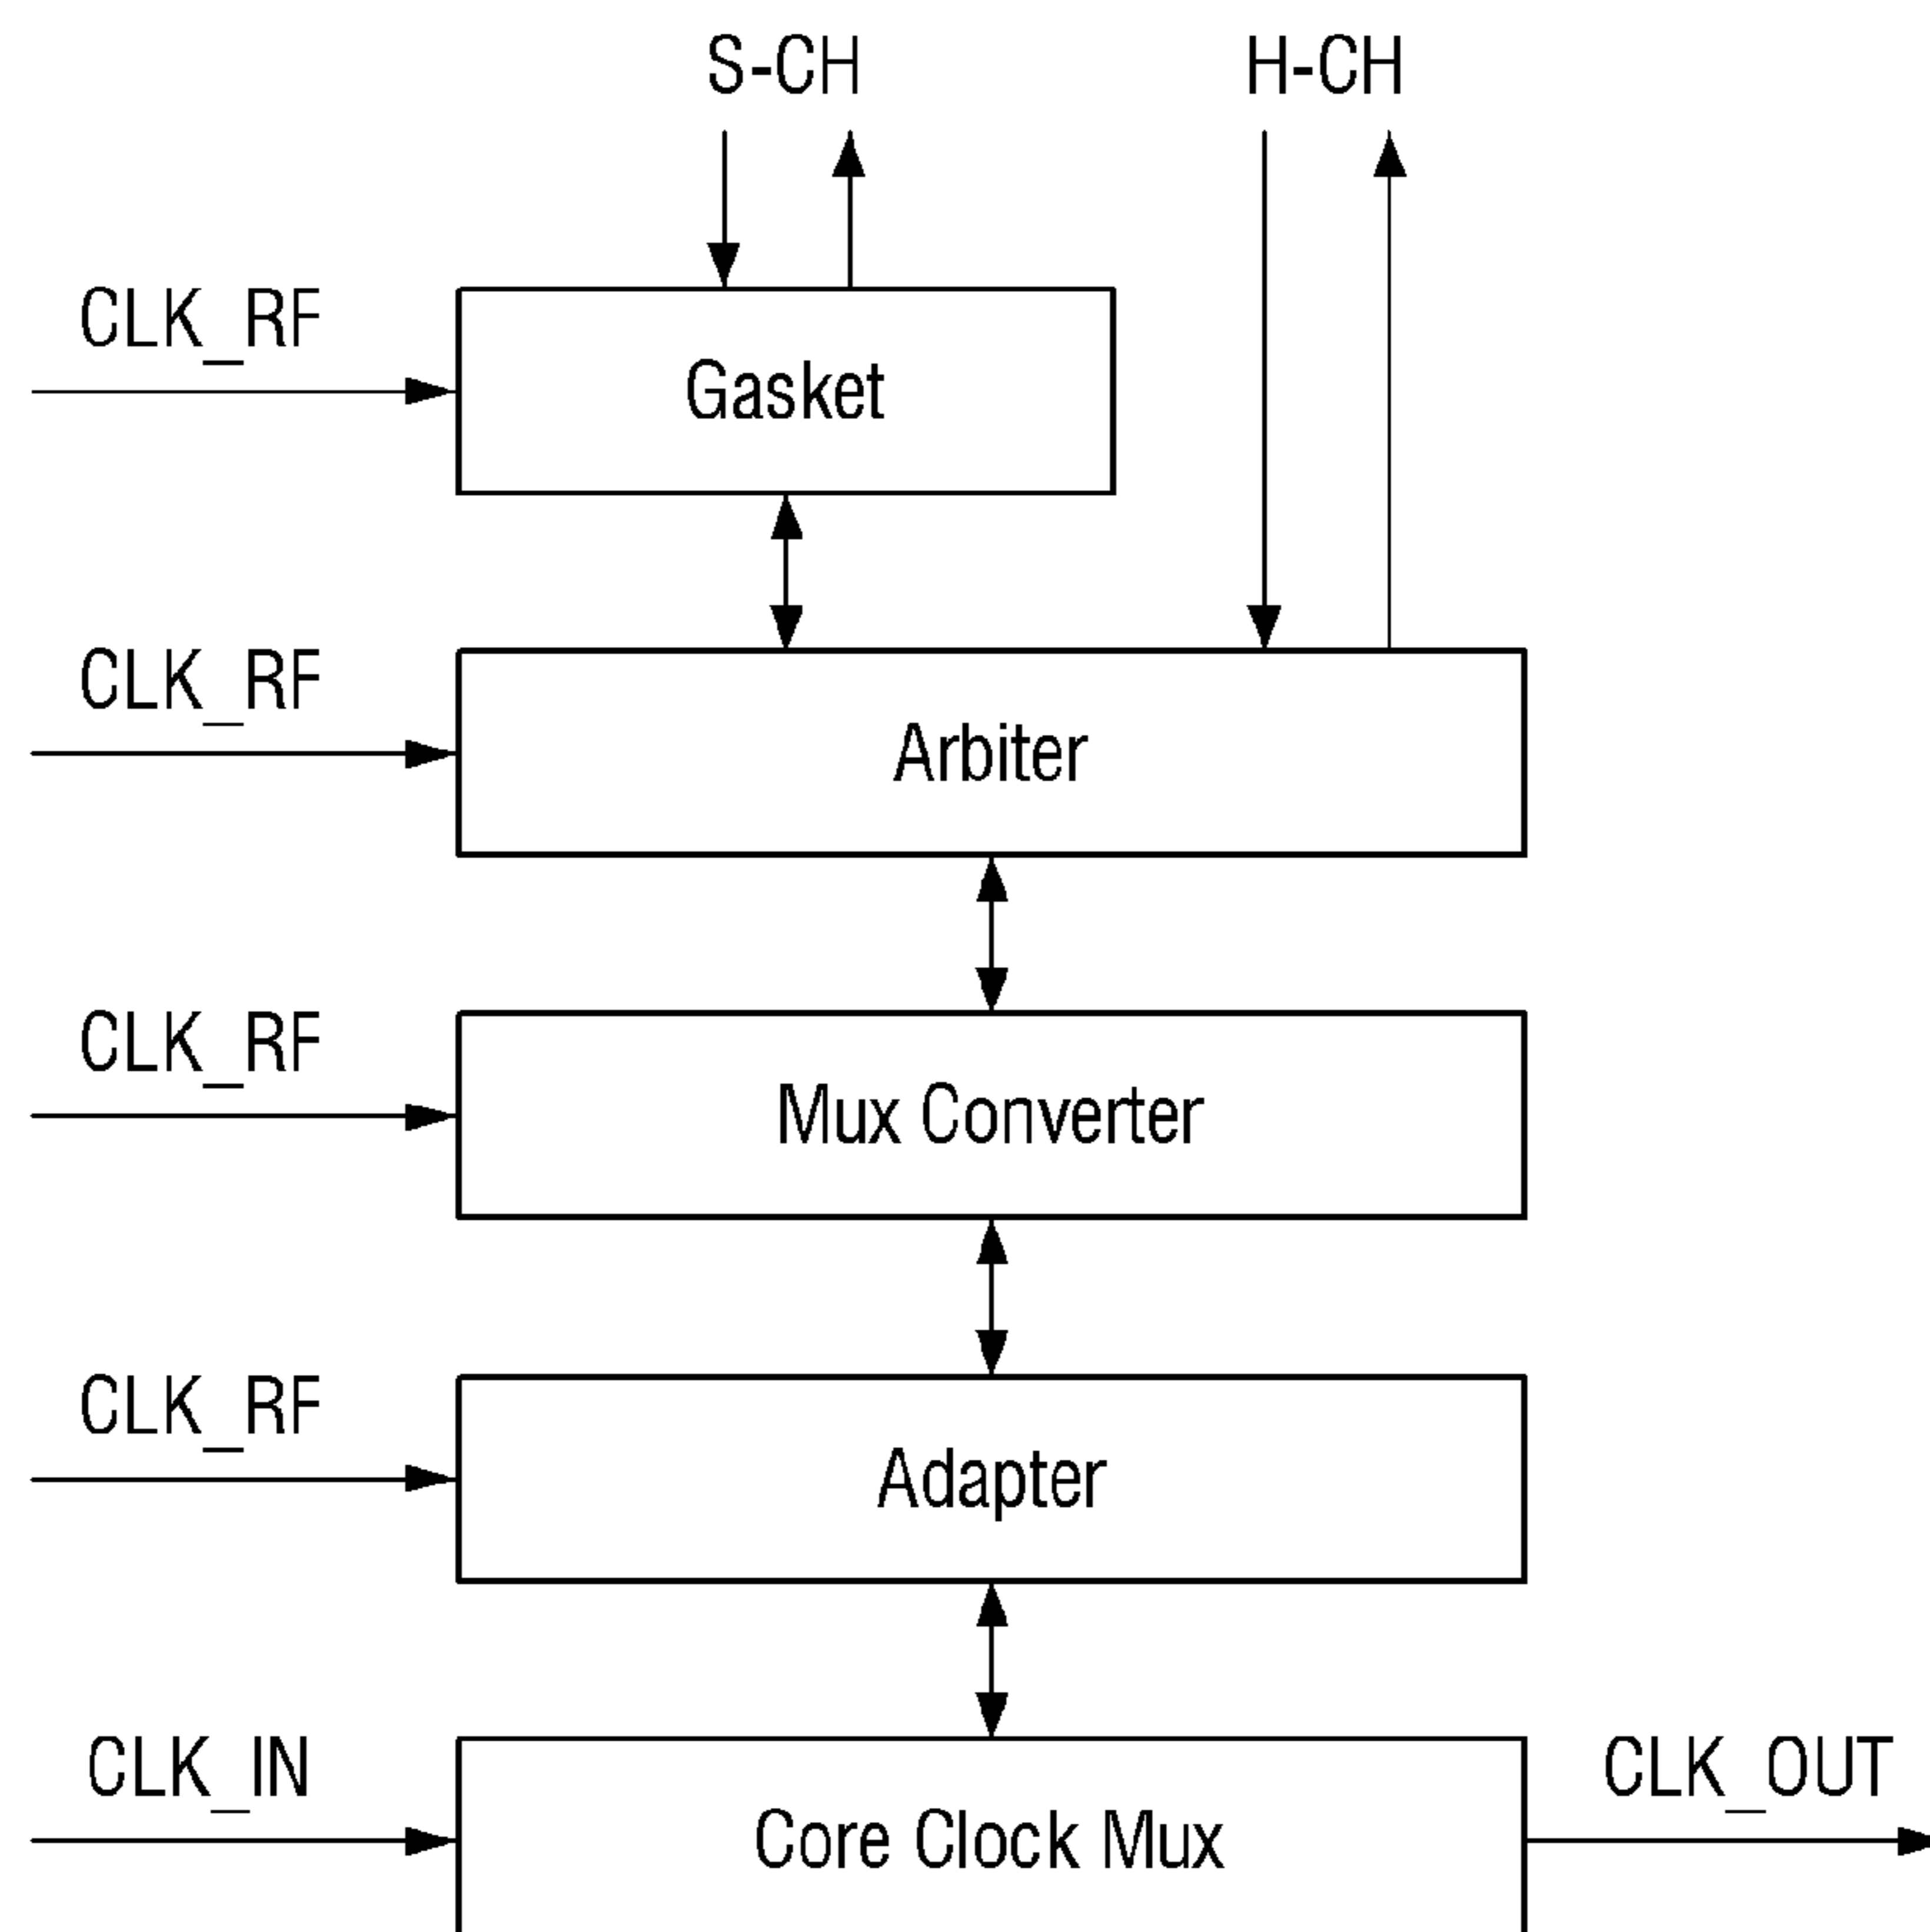 S-CH
H-CH
CLK_RF
Gasket
CLK_RF
Arbiter
CLK_RF
Mux Converter
CLK_RF
Adapter
CLK_IN
CLK_OUT
Core Clock Mux